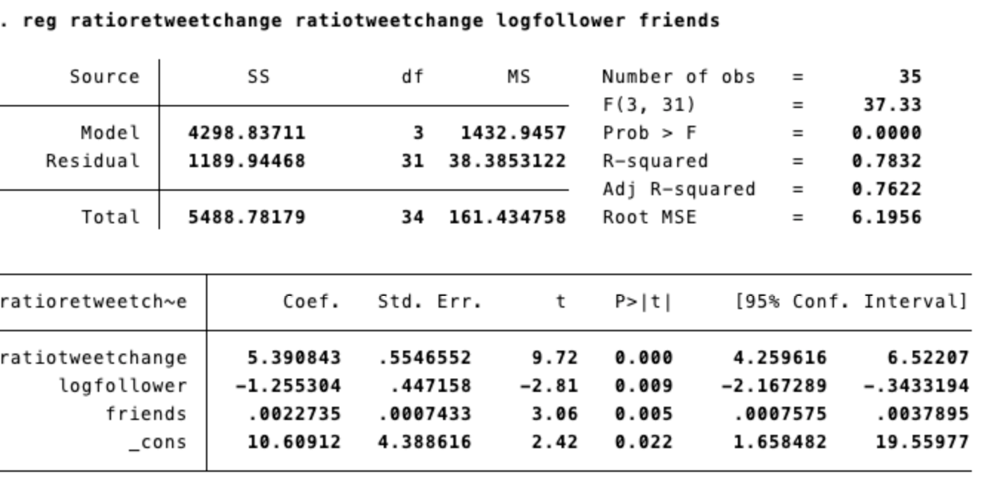 . reg ratioretweetchange ratiotweetchange logfollower friends
Source SS df MS Number of obs = 35
F(3, 31) = 37.33
Model 4298.83711 3 1432.9457 Prob > F = 0.0000
Residual 1189.94468 31 38.3853122 R-squared = 0.7832
Adj R-squared = 0.7622
Total 5488.78179 34 161.434758 Root MSE = 6.1956
ratioretweetch~e Coef. Std. Err. t P>|t| [95% Conf. Interval]
ratiotweetchange 5.390843 .5546552 9.72 0.000 4.259616 6.52207
logfollower -1.255304 .447158 -2.81 0.009 -2.167289 -.3433194
friends .0022735 .0007433 3.06 0.005 .0007575 .0037895
_cons 10.60912 4.388616 2.42 0.022 1.658482 19.55977